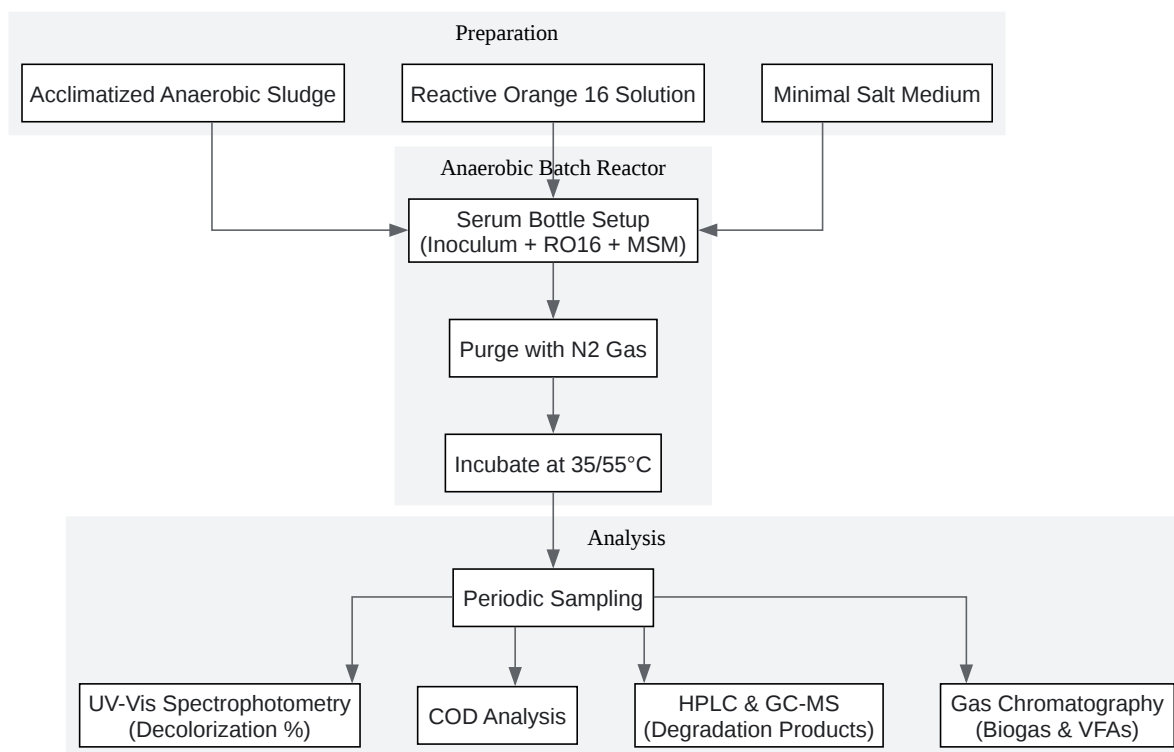 Preparation
Acclimatized Anaerobic Sludge
Reactive Orange 16 Solution
Minimal Salt Medium
Anaerobic Batch Reactor
Serum Bottle Setup
(Inoculum + RO16 + MSM)
Purge with N2 Gas
Incubate at 35/55°C
Analysis
Periodic Sampling
UV-Vis Spectrophotometry
(Decolorization %)
COD Analysis
HPLC & GC-MS
(Degradation Products)
Gas Chromatography
(Biogas & VFAs)